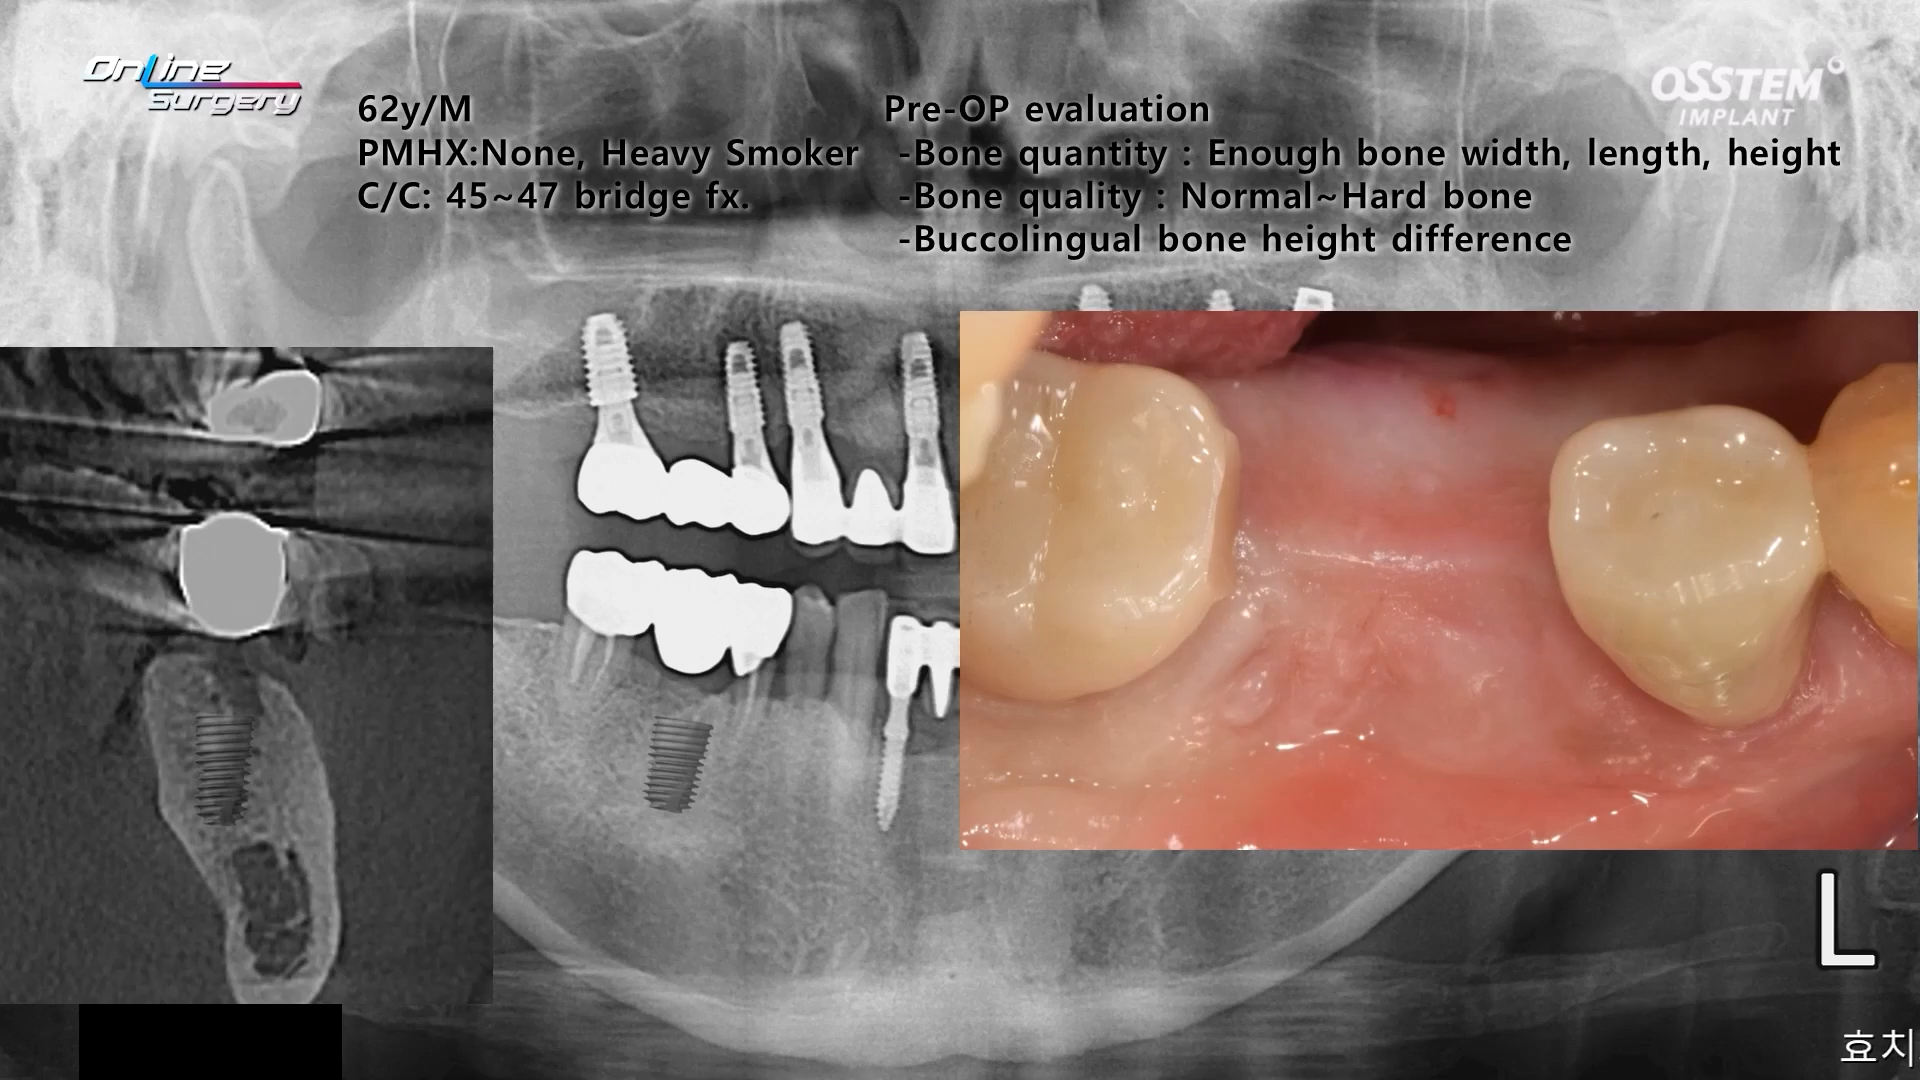 OnLine
Surgery
62y/M
PMHX:None, Heavy Smoker
C/C: 45~47 bridge fx.
Pre-OP evaluation
-Bone quantity : Enough bone width, length, height
-Bone quality : Normal~Hard bone
-Buccolingual bone height difference
OSSTEM
IMPLANT
L
효치